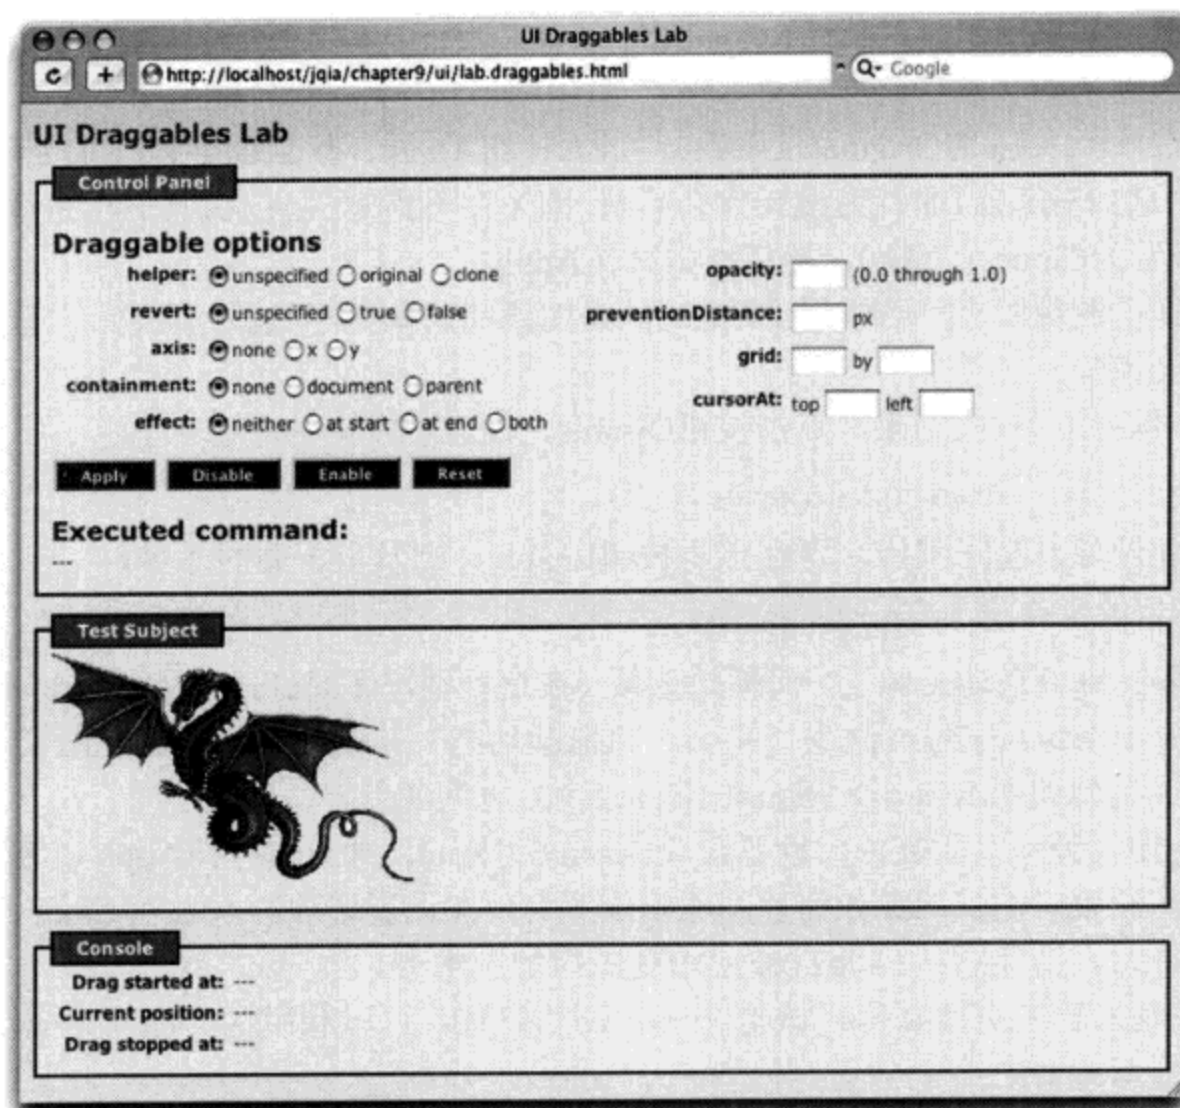 UI Draggables Lab
http://localhost/jqia/chapter9/ui/lab.draggables.html
Google
UI Draggables Lab
Control Panel
Draggable options
helper: unspecified original clone
revert: unspecified true false
axis: none x y
containment: none document parent
effect: neither at start at end both
opacity: (0.0 through 1.0)
preventionDistance: px
grid: by
cursorAt: top left
Apply Disable Enable Reset
Executed command:
---
Test Subject
Console
Drag started at: ---
Current position: ---
Drag stopped at: ---